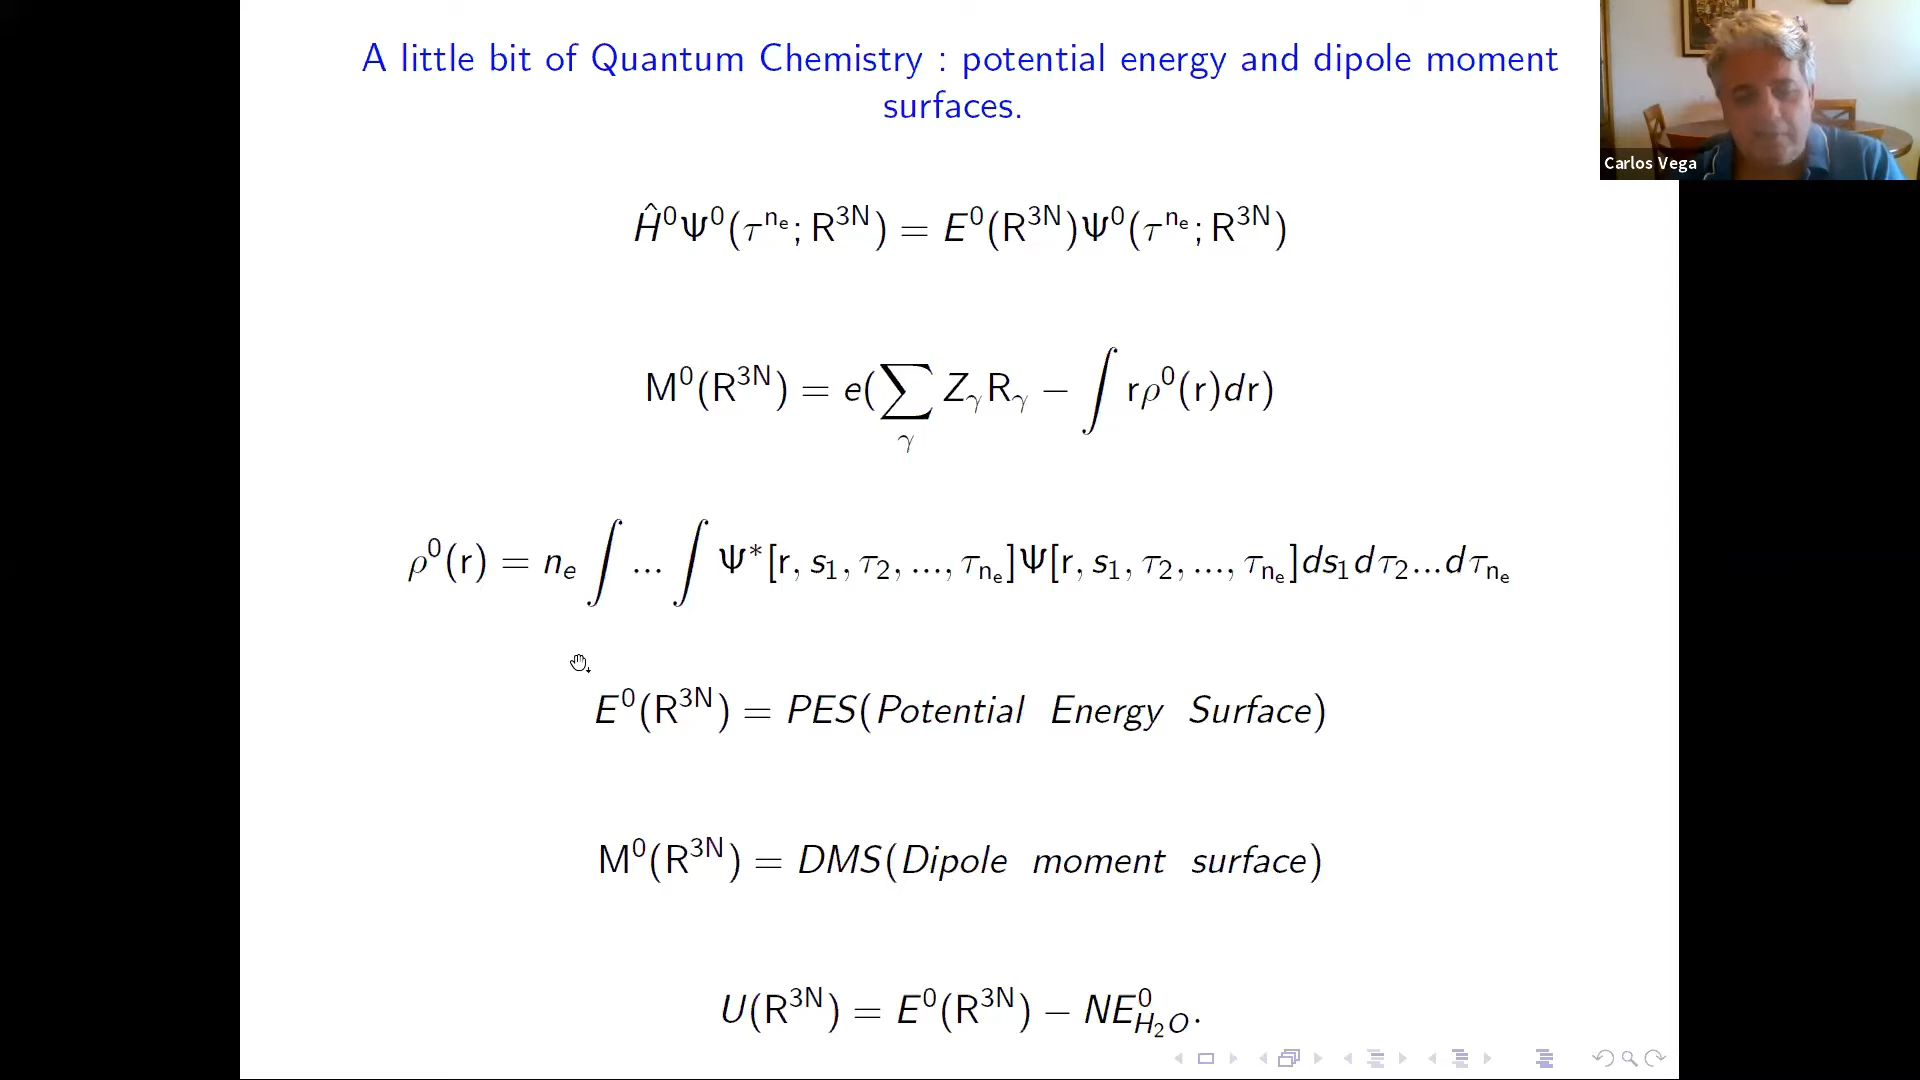 A little bit of Quantum Chemistry : potential energy and dipole moment
surfaces.
Carlos Vega
Ĥ⁰Ψ⁰(τ^{n_e}; R^{3N}) = E⁰(R^{3N})Ψ⁰(τ^{n_e}; R^{3N})
M⁰(R^{3N}) = e(∑_γ Z_γR_γ − ∫ rρ⁰(r)dr)
ρ⁰(r) = n_e ∫ ... ∫ Ψ*[r, s₁, τ₂, ..., τ_{n_e}]Ψ[r, s₁, τ₂, ..., τ_{n_e}]ds₁dτ₂...dτ_{n_e}
E⁰(R^{3N}) = PES(Potential Energy Surface)
M⁰(R^{3N}) = DMS(Dipole moment surface)
U(R^{3N}) = E⁰(R^{3N}) − NE⁰_{H₂O}.